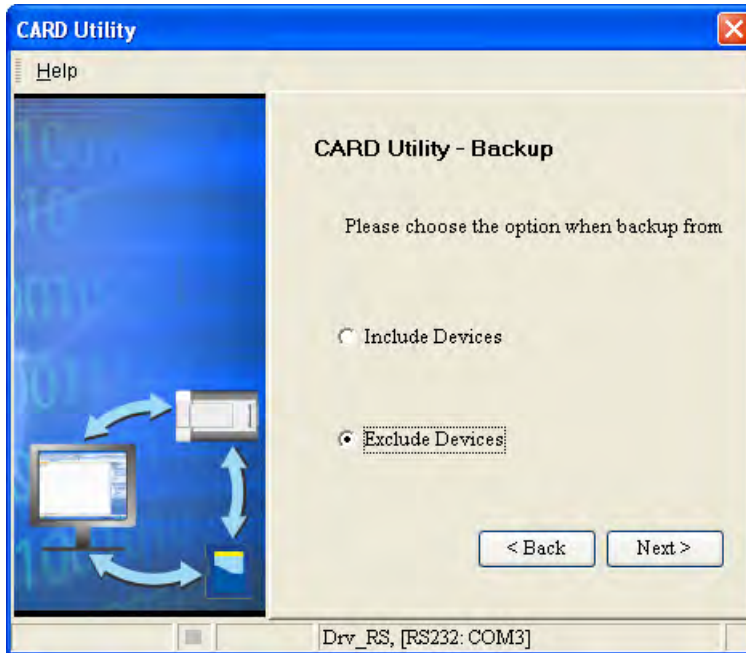 CARD Utility
Help
CARD Utility - Backup
Please choose the option when backup from
Include Devices
Exclude Devices
< Back Next >
Drv_RS, [RS232: COM3]